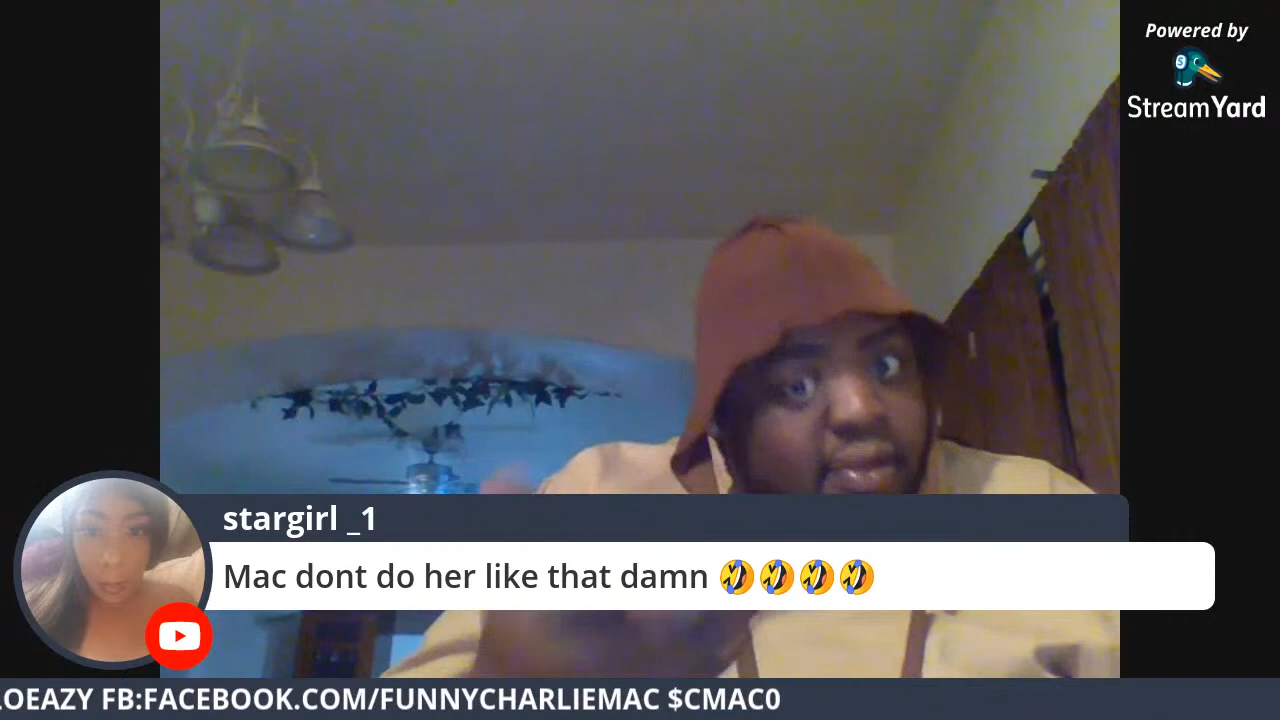 Powered by
StreamYard
stargirl _1
Mac dont do her like that damn 🤣🤣🤣🤣
.OEAZY FB:FACEBOOK.COM/FUNNYCHARLIEMAC $CMAC0